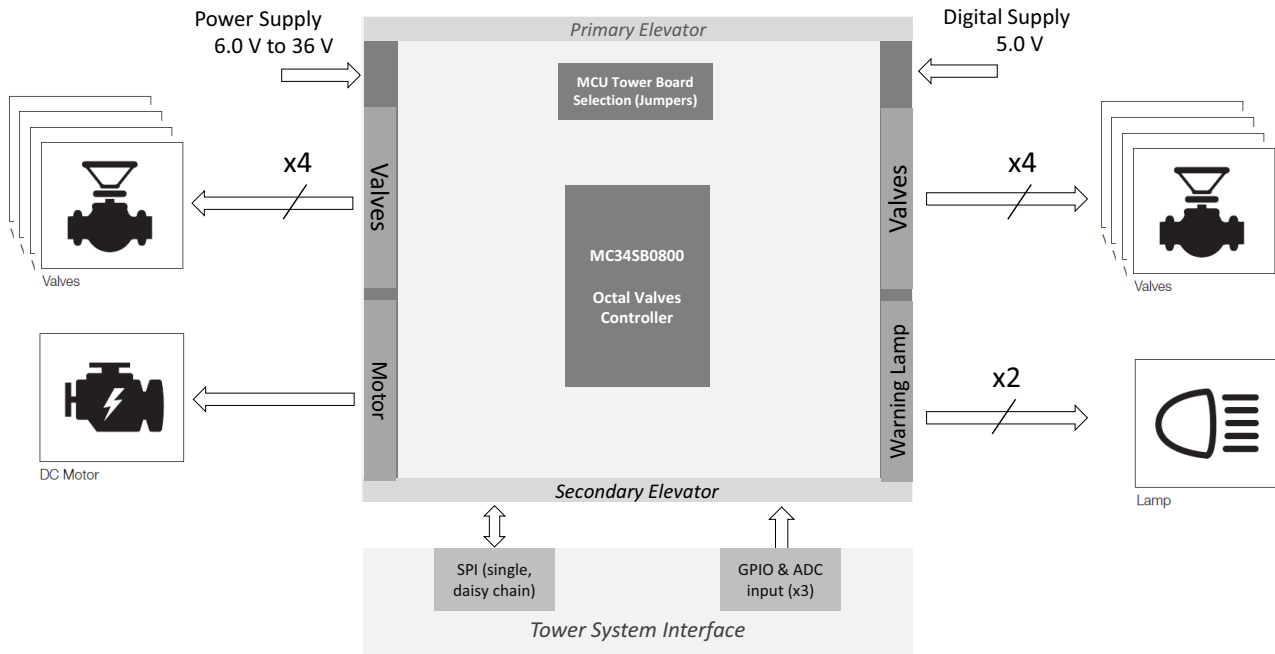 Power Supply
6.0 V to 36 V
Primary Elevator
Digital Supply
5.0 V
MCU Tower Board
Selection (Jumpers)
x4
Valves
Valves
x4
Valves
Valves
MC34SB0800
Octal Valves
Controller
DC Motor
Motor
Warning Lamp
x2
Lamp
Secondary Elevator
SPI (single,
daisy chain)
GPIO & ADC
input (x3)
Tower System Interface